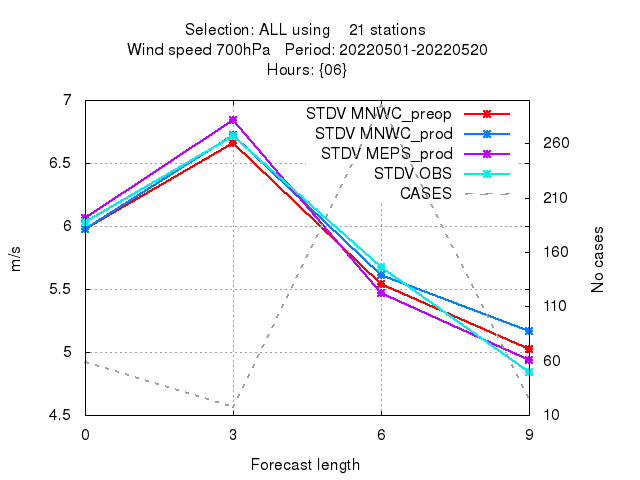 Selection: ALL using    21 stations
Wind speed 700hPa   Period: 20220501-20220520
Hours: {06}
STDV MNWC_preop
STDV MNWC_prod
STDV MEPS_prod
STDV OBS
CASES
7
6.5
6
5.5
5
4.5
m/s
260
210
160
110
60
10
No cases
0 3 6 9
Forecast length